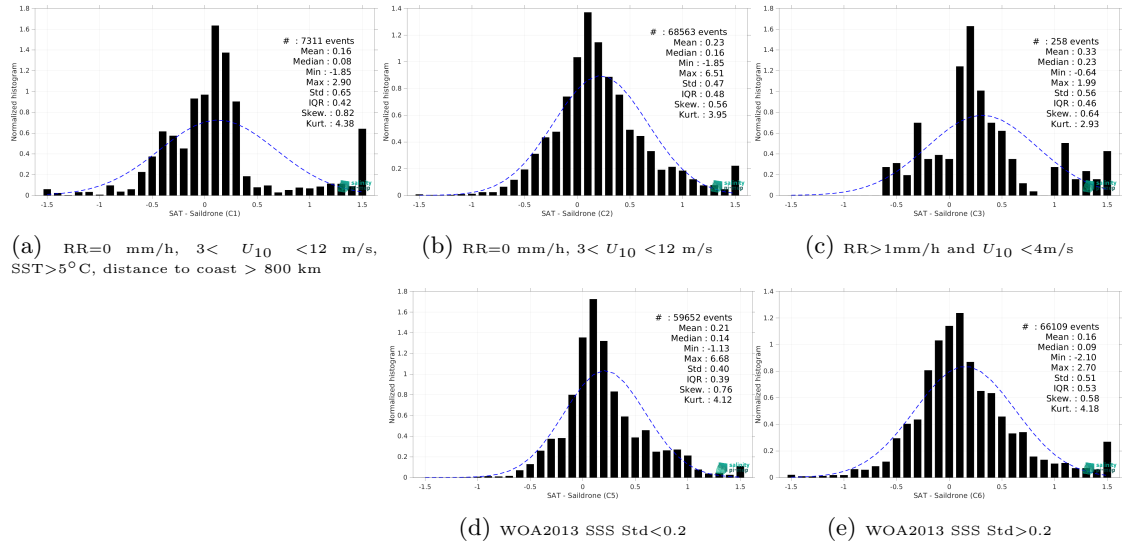 Normalized histogram
1.8
1.6
1.4
1.2
1
0.8
0.6
0.4
0.2
0
# : 7311 events
Mean : 0.16
Median : 0.08
Min : -1.85
Max : 2.90
Std : 0.65
IQR : 0.42
Skew. : 0.82
Kurt. : 4.38
-1.5 -1 -0.5 0 0.5 1 1.5
SAT - Saildrone (C1)
(a) RR=0 mm/h, 3< U10 <12 m/s,
SST>5°C, distance to coast > 800 km
Normalized histogram
1.4
1.2
1
0.8
0.6
0.4
0.2
0
# : 68563 events
Mean : 0.23
Median : 0.16
Min : -1.85
Max : 6.51
Std : 0.47
IQR : 0.48
Skew. : 0.56
Kurt. : 3.95
-1.5 -1 -0.5 0 0.5 1 1.5
SAT - Saildrone (C2)
(b) RR=0 mm/h, 3< U10 <12 m/s
Normalized histogram
1.8
1.6
1.4
1.2
1
0.8
0.6
0.4
0.2
0
# : 258 events
Mean : 0.33
Median : 0.23
Min : -0.64
Max : 1.99
Std : 0.56
IQR : 0.46
Skew. : 0.64
Kurt. : 2.93
-1.5 -1 -0.5 0 0.5 1 1.5
SAT - Saildrone (C3)
(c) RR>1mm/h and U10 <4m/s
Normalized histogram
1.8
1.6
1.4
1.2
1
0.8
0.6
0.4
0.2
0
# : 59652 events
Mean : 0.21
Median : 0.14
Min : -1.13
Max : 6.68
Std : 0.40
IQR : 0.39
Skew. : 0.76
Kurt. : 4.12
salinity
-1.5 -1 -0.5 0 0.5 1 1.5
SAT - Saildrone (C5)
(d) WOA2013 SSS Std<0.2
Normalized histogram
1.4
1.2
1
0.8
0.6
0.4
0.2
0
# : 66109 events
Mean : 0.16
Median : 0.09
Min : -2.10
Max : 2.70
Std : 0.51
IQR : 0.53
Skew. : 0.58
Kurt. : 4.18
salinity
-1.5 -1 -0.5 0 0.5 1 1.5
SAT - Saildrone (C6)
(e) WOA2013 SSS Std>0.2